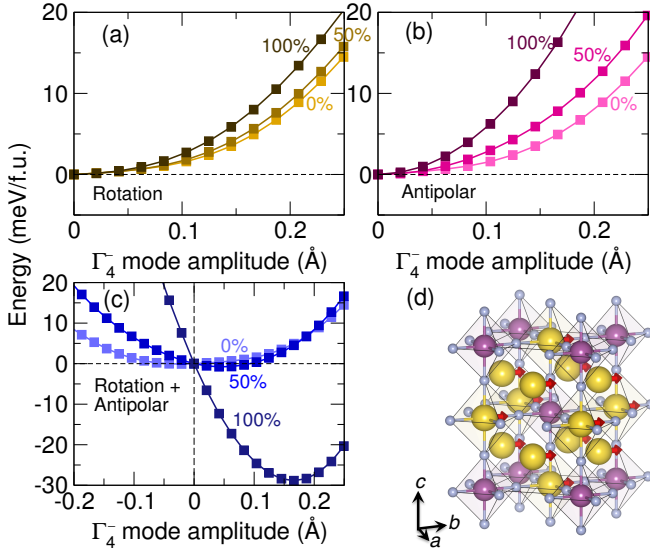 (a)
100%
50%
0%
20
10
0
Rotation
0
0.1
0.2
Γ₄⁻ mode amplitude (Å)
(b)
100%
50%
0%
20
10
0
Antipolar
0
0.1
0.2
Γ₄⁻ mode amplitude (Å)
Energy (meV/f.u.)
(c)
20
10
0
-10
-20
-30
0%
50%
100%
Rotation +
Antipolar
-0.2
-0.1
0
0.1
0.2
Γ₄⁻ mode amplitude (Å)
(d)
c
b
a